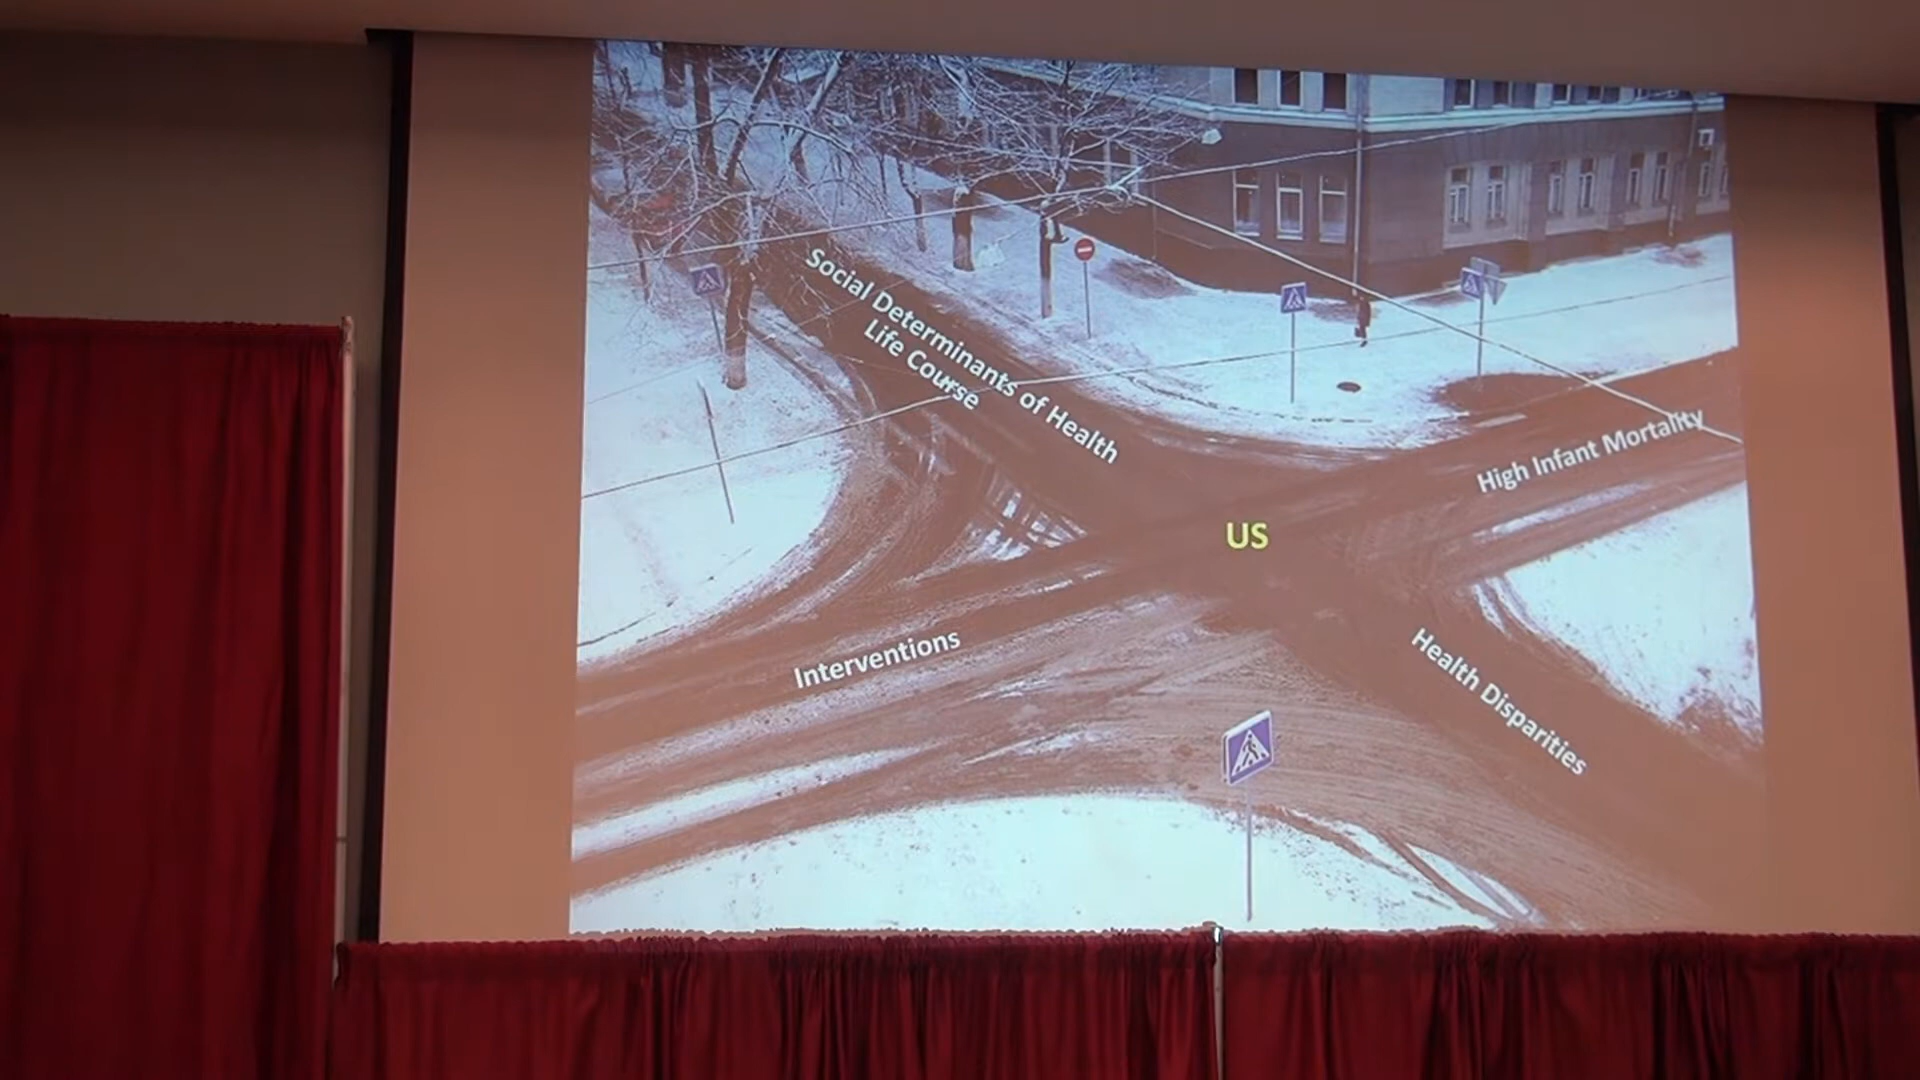 Social Determinants of Health
Life Course
High Infant Mortality
US
Interventions
Health Disparities